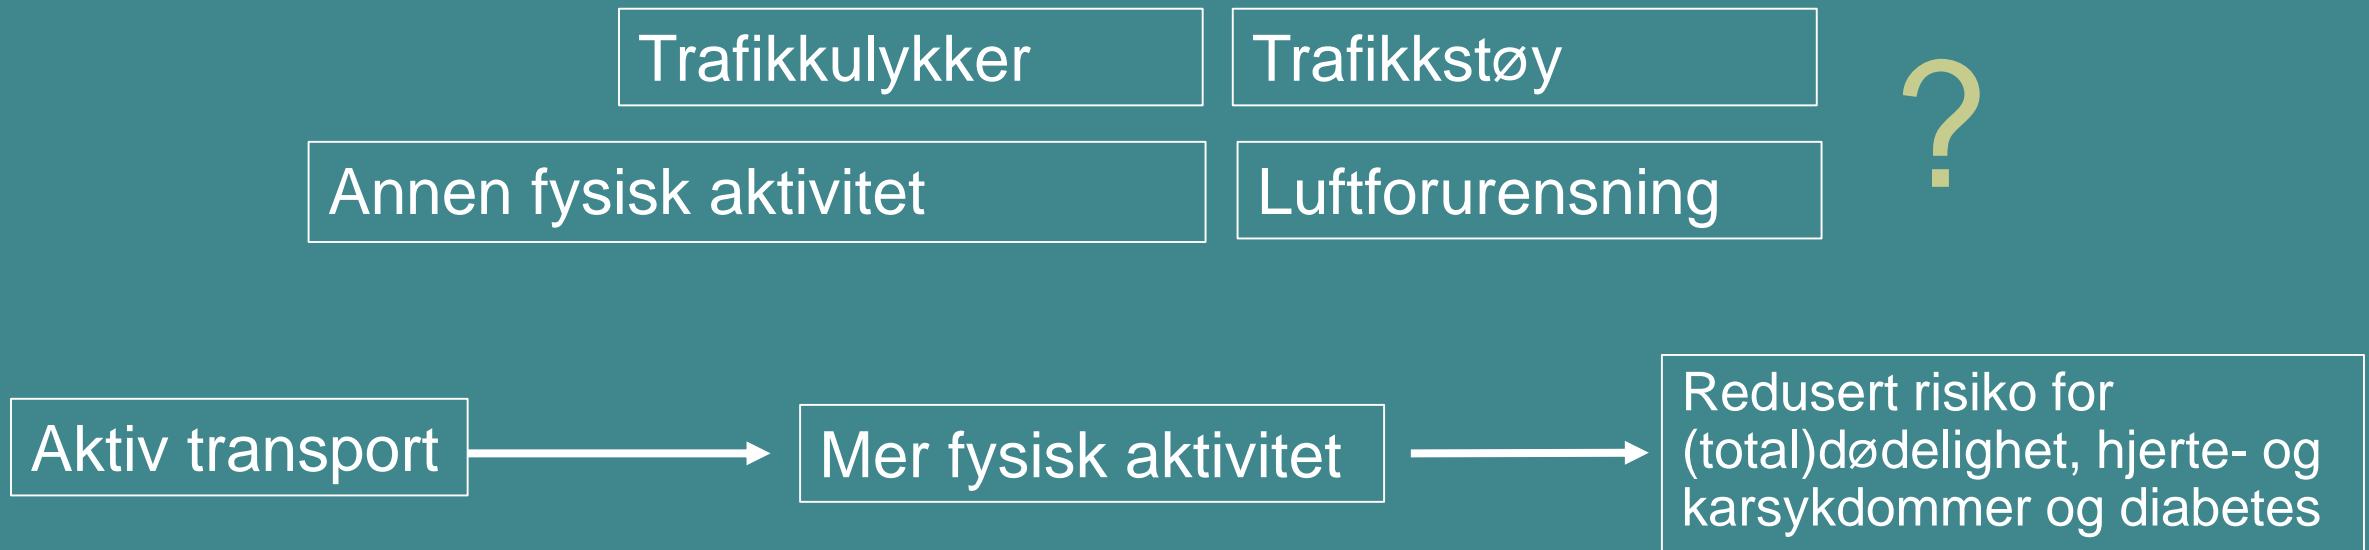 Trafikkulykker
Trafikkstøy
?
Annen fysisk aktivitet
Luftforurensning
Aktiv transport
Mer fysisk aktivitet
Redusert risiko for
(total)dødelighet, hjerte- og
karsykdommer og diabetes